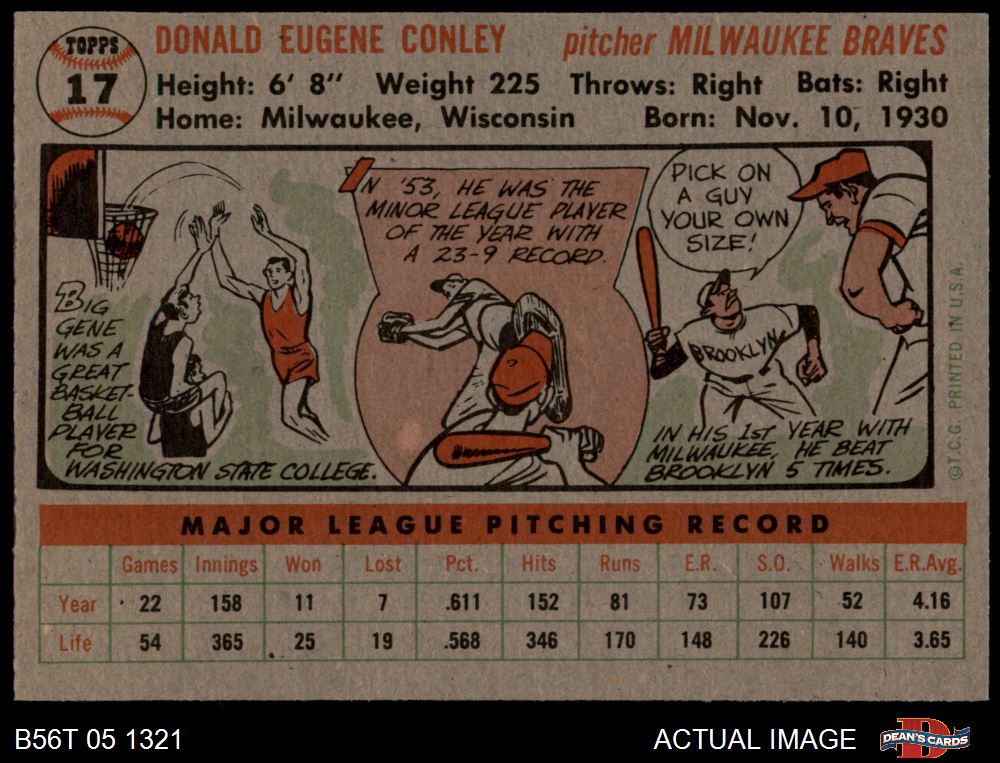 TOPPS
17
DONALD EUGENE CONLEY pitcher MILWAUKEE BRAVES
Height: 6' 8" Weight 225 Throws: Right Bats: Right
Home: Milwaukee, Wisconsin Born: Nov. 10, 1930
BIG
GENE
WAS A
GREAT
BASKET-
BALL
PLAYER
FOR
WASHINGTON STATE COLLEGE.
IN '53, HE WAS THE
MINOR LEAGUE PLAYER
OF THE YEAR WITH
A 23-9 RECORD.
PICK ON
A GUY
YOUR OWN
SIZE!
BROOKLYN
IN HIS 1ST YEAR WITH
MILWAUKEE, HE BEAT
BROOKLYN 5 TIMES.
©T.C.G. PRINTED IN U.S.A.
MAJOR LEAGUE PITCHING RECORD
Games Innings Won Lost Pct. Hits Runs E.R. S.O. Walks E.R.Avg.
Year 22 158 11 7 .611 152 81 73 107 52 4.16
Life 54 365 25 19 .568 346 170 148 226 140 3.65
B56T 05 1321
ACTUAL IMAGE
DEAN'S CARDS